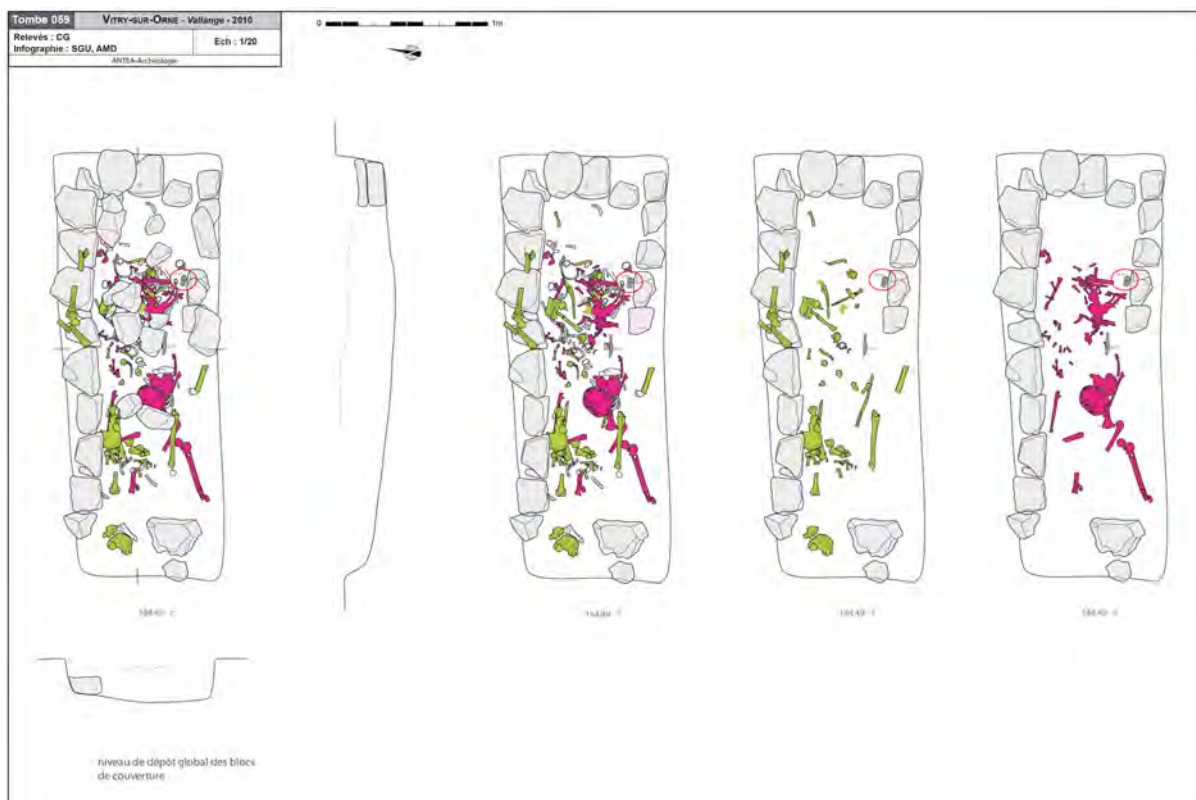 Tombe 059 VITRY-SUR-ORNE - Vallange - 2010
Relevés : CG
Infographie : SGU, AMD
Ech : 1/20
ANTEA-Archéologie
0 1m
niveau de dépôt global des blocs
de couverture